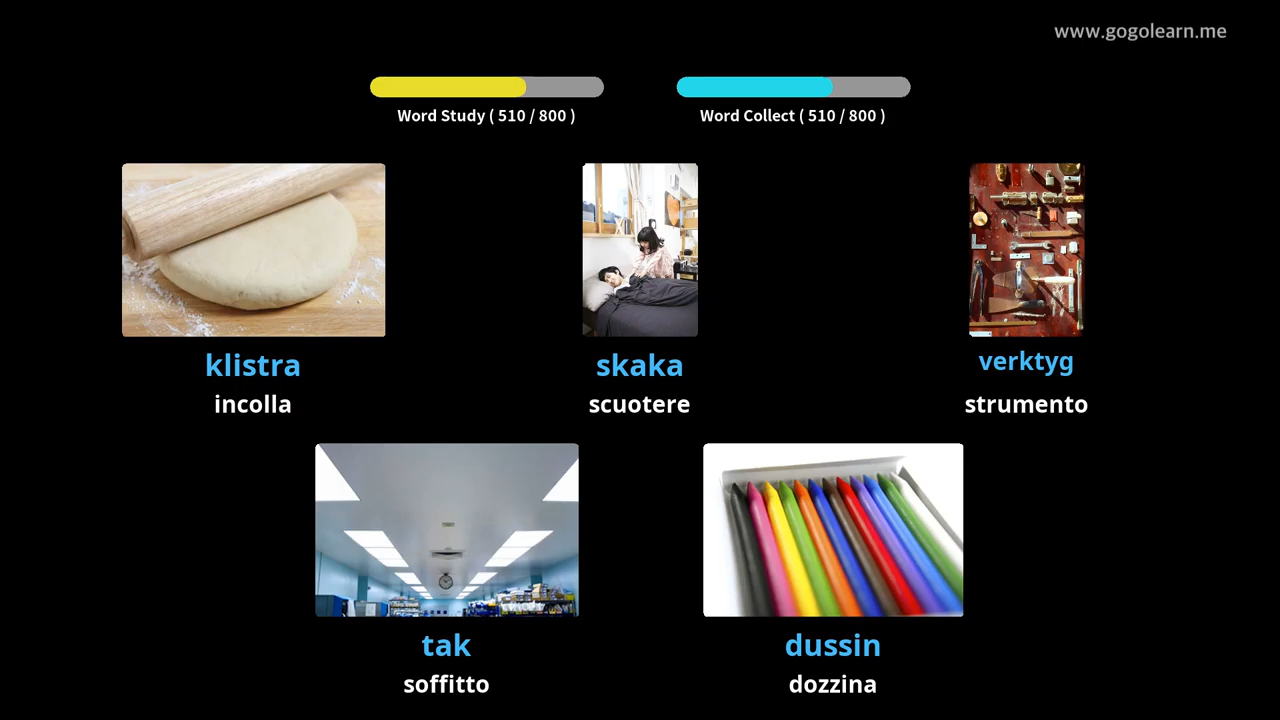 www.gogolearn.me
Word Study ( 510 / 800 )
Word Collect ( 510 / 800 )
klistra
incolla
skaka
scuotere
verktyg
strumento
tak
soffitto
dussin
dozzina